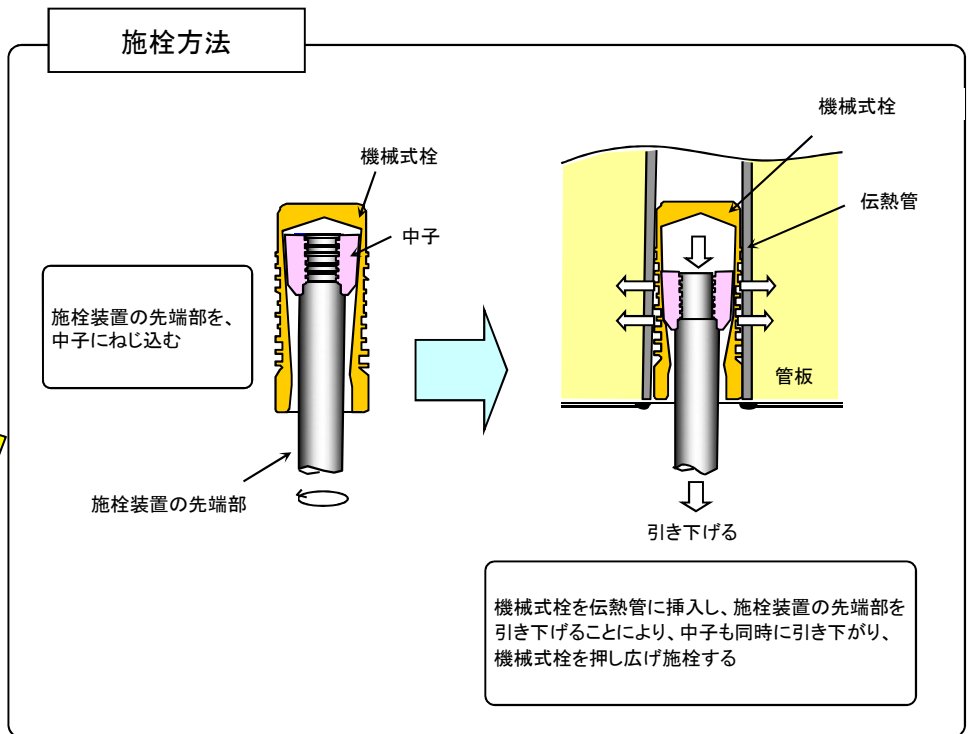 施栓方法
機械式栓
中子
施栓装置の先端部を、
中子にねじ込む
施栓装置の先端部
機械式栓
伝熱管
管板
引き下げる
機械式栓を伝熱管に挿入し、施栓装置の先端部を
引き下げることにより、中子も同時に引き下がり、
機械式栓を押し広げ施栓する